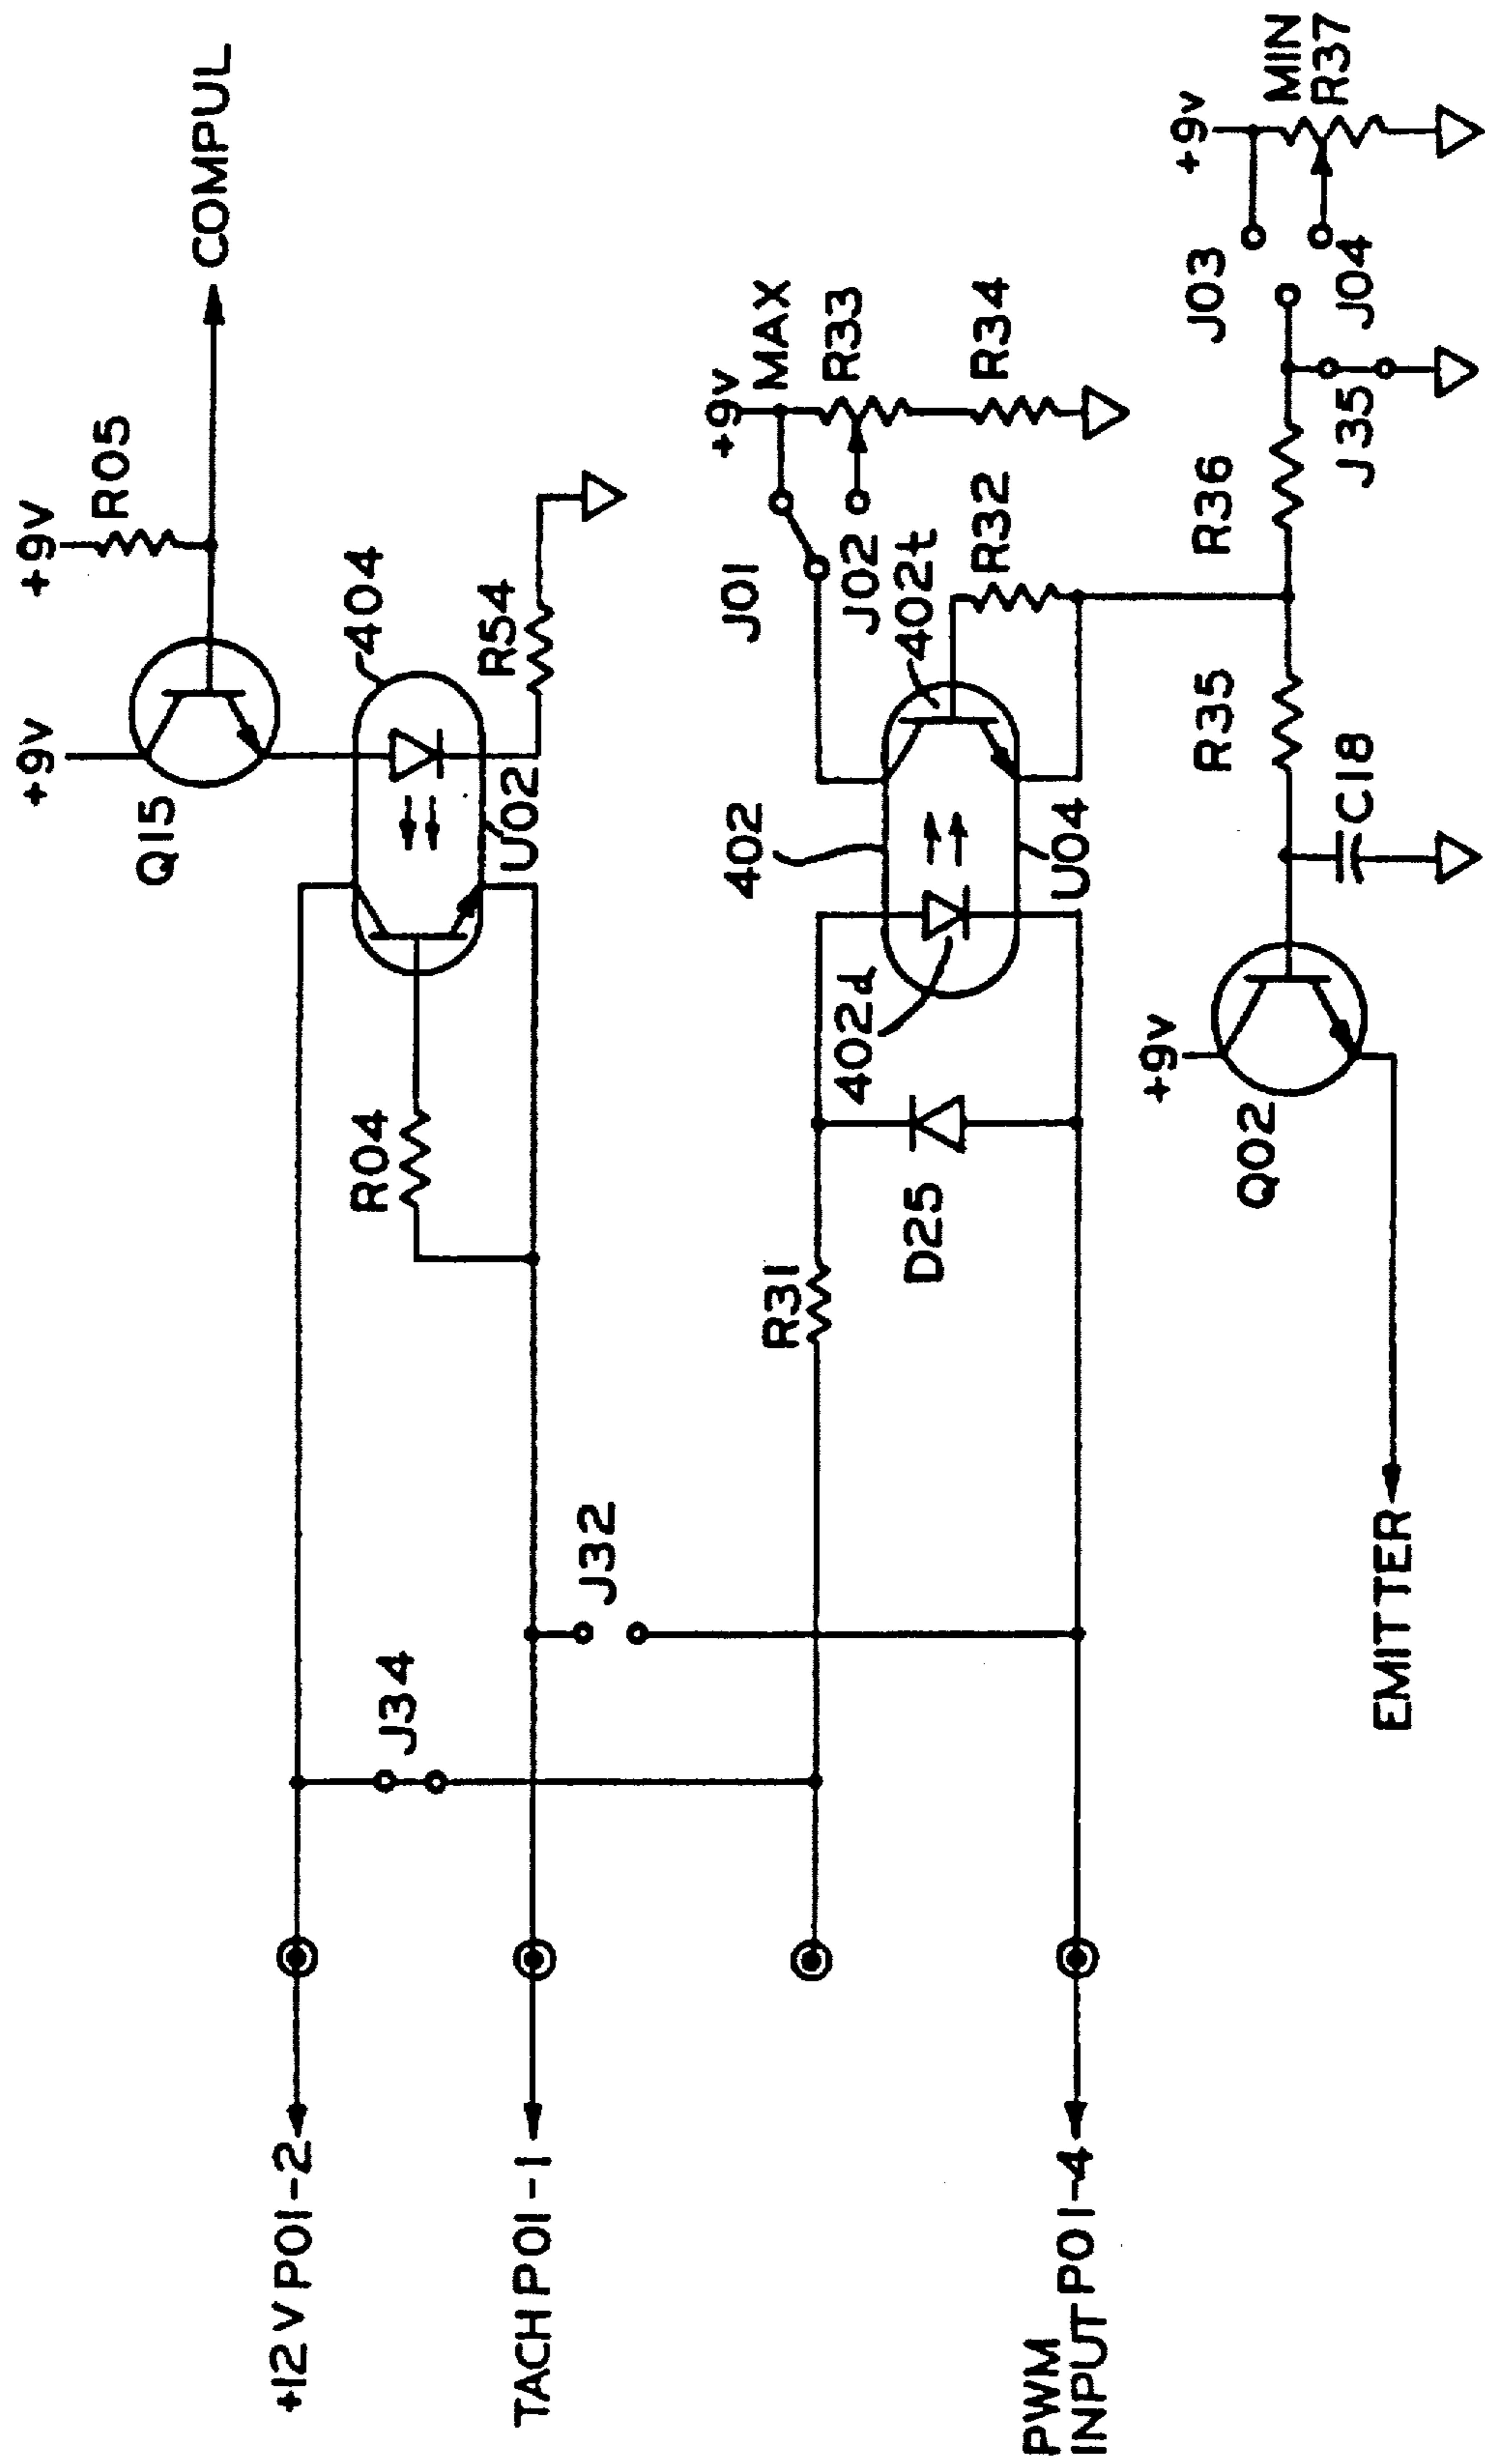 +9v
R05
COMPUL
+9v
Q15
404
R54
U02
R04
+12V P01-2
J34
TACH P01-1
J32
R31
D25
402d
402
U04
402t
J01
J02
+9v
MAX
R33
R34
R32
PWM
INPUT P01-4
+9v
Q02
EMITTER
C18
R35
R36
J35
J03
J04
+9v
MIN
R37